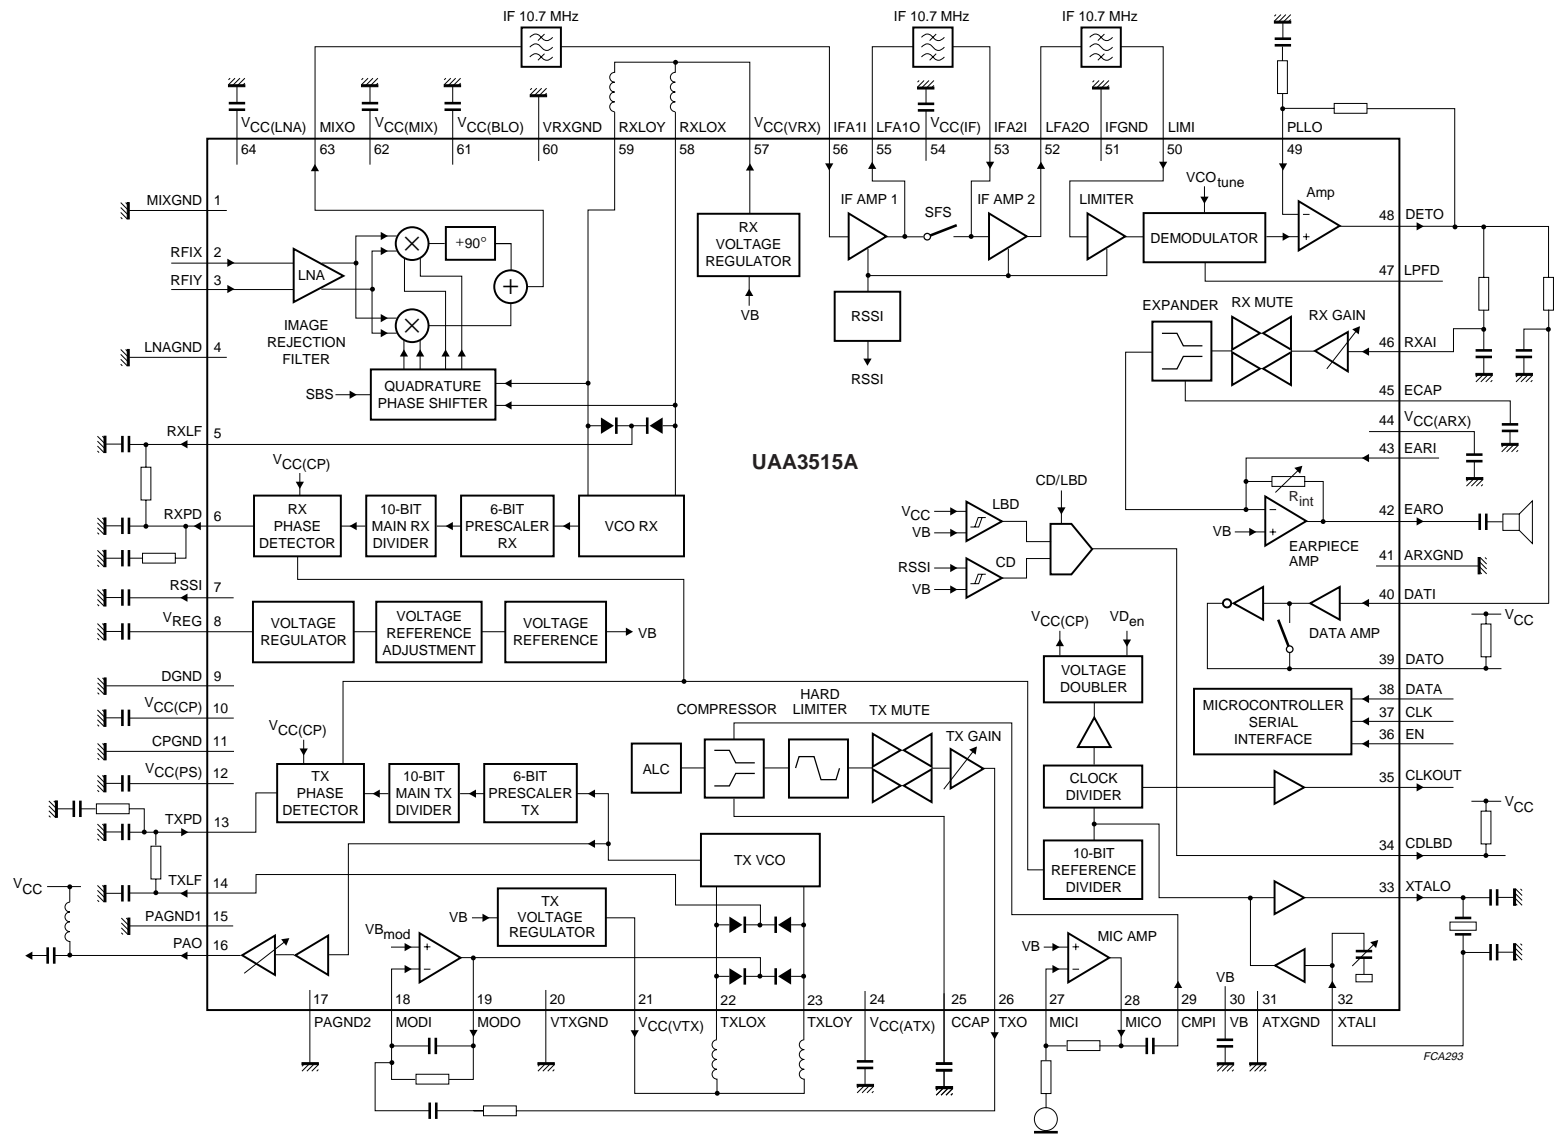 IF 10.7 MHz IF 10.7 MHz IF 10.7 MHz
VCC(LNA) MIXO VCC(MIX) VCC(BLO) VRXGND RXLOY RXLOX VCC(VRX) IFA1I LFA1O VCC(IF) IFA2I LFA2O IFGND LIMI PLLO
64 63 62 61 60 59 58 57 56 55 54 53 52 51 50 49
MIXGND 1
RFIX 2
RFIY 3
LNAGND 4
RXLF 5
RXPD 6
RSSI 7
VREG 8
DGND 9
VCC(CP) 10
CPGND 11
VCC(PS) 12
TXPD 13
TXLF 14
VCC
PAGND1 15
PAO 16
LNA
+90°
IMAGE
REJECTION
FILTER
SBS
QUADRATURE
PHASE SHIFTER
RX
VOLTAGE
REGULATOR
VB
IF AMP 1
SFS
IF AMP 2
LIMITER
RSSI
RSSI
VCOtune
DEMODULATOR
Amp
48 DETO
47 LPFD
46 RXAI
45 ECAP
44 VCC(ARX)
43 EARI
42 EARO
41 ARXGND
40 DATI
VCC
39 DATO
38 DATA
37 CLK
36 EN
35 CLKOUT
VCC
34 CDLBD
33 XTALO
EXPANDER
RX MUTE
RX GAIN
Rint
VB
EARPIECE
AMP
DATA AMP
MICROCONTROLLER
SERIAL
INTERFACE
UAA3515A
VCC(CP)
RX
PHASE
DETECTOR
10-BIT
MAIN RX
DIVIDER
6-BIT
PRESCALER
RX
VCO RX
CD/LBD
VCC
VB
LBD
RSSI
VB
CD
VOLTAGE
REGULATOR
VOLTAGE
REFERENCE
ADJUSTMENT
VOLTAGE
REFERENCE
VB
VCC(CP) VDen
VOLTAGE
DOUBLER
CLOCK
DIVIDER
10-BIT
REFERENCE
DIVIDER
VCC(CP)
TX
PHASE
DETECTOR
10-BIT
MAIN TX
DIVIDER
6-BIT
PRESCALER
TX
ALC
COMPRESSOR
HARD
LIMITER
TX MUTE
TX GAIN
TX VCO
VB
TX
VOLTAGE
REGULATOR
VBmod
VB
MIC AMP
17 18 19 20 21 22 23 24 25 26 27 28 29 30 31 32
PAGND2 MODI MODO VTXGND VCC(VTX) TXLOX TXLOY VCC(ATX) CCAP TXO MICI MICO CMPI VB ATXGND XTALI
FCA293